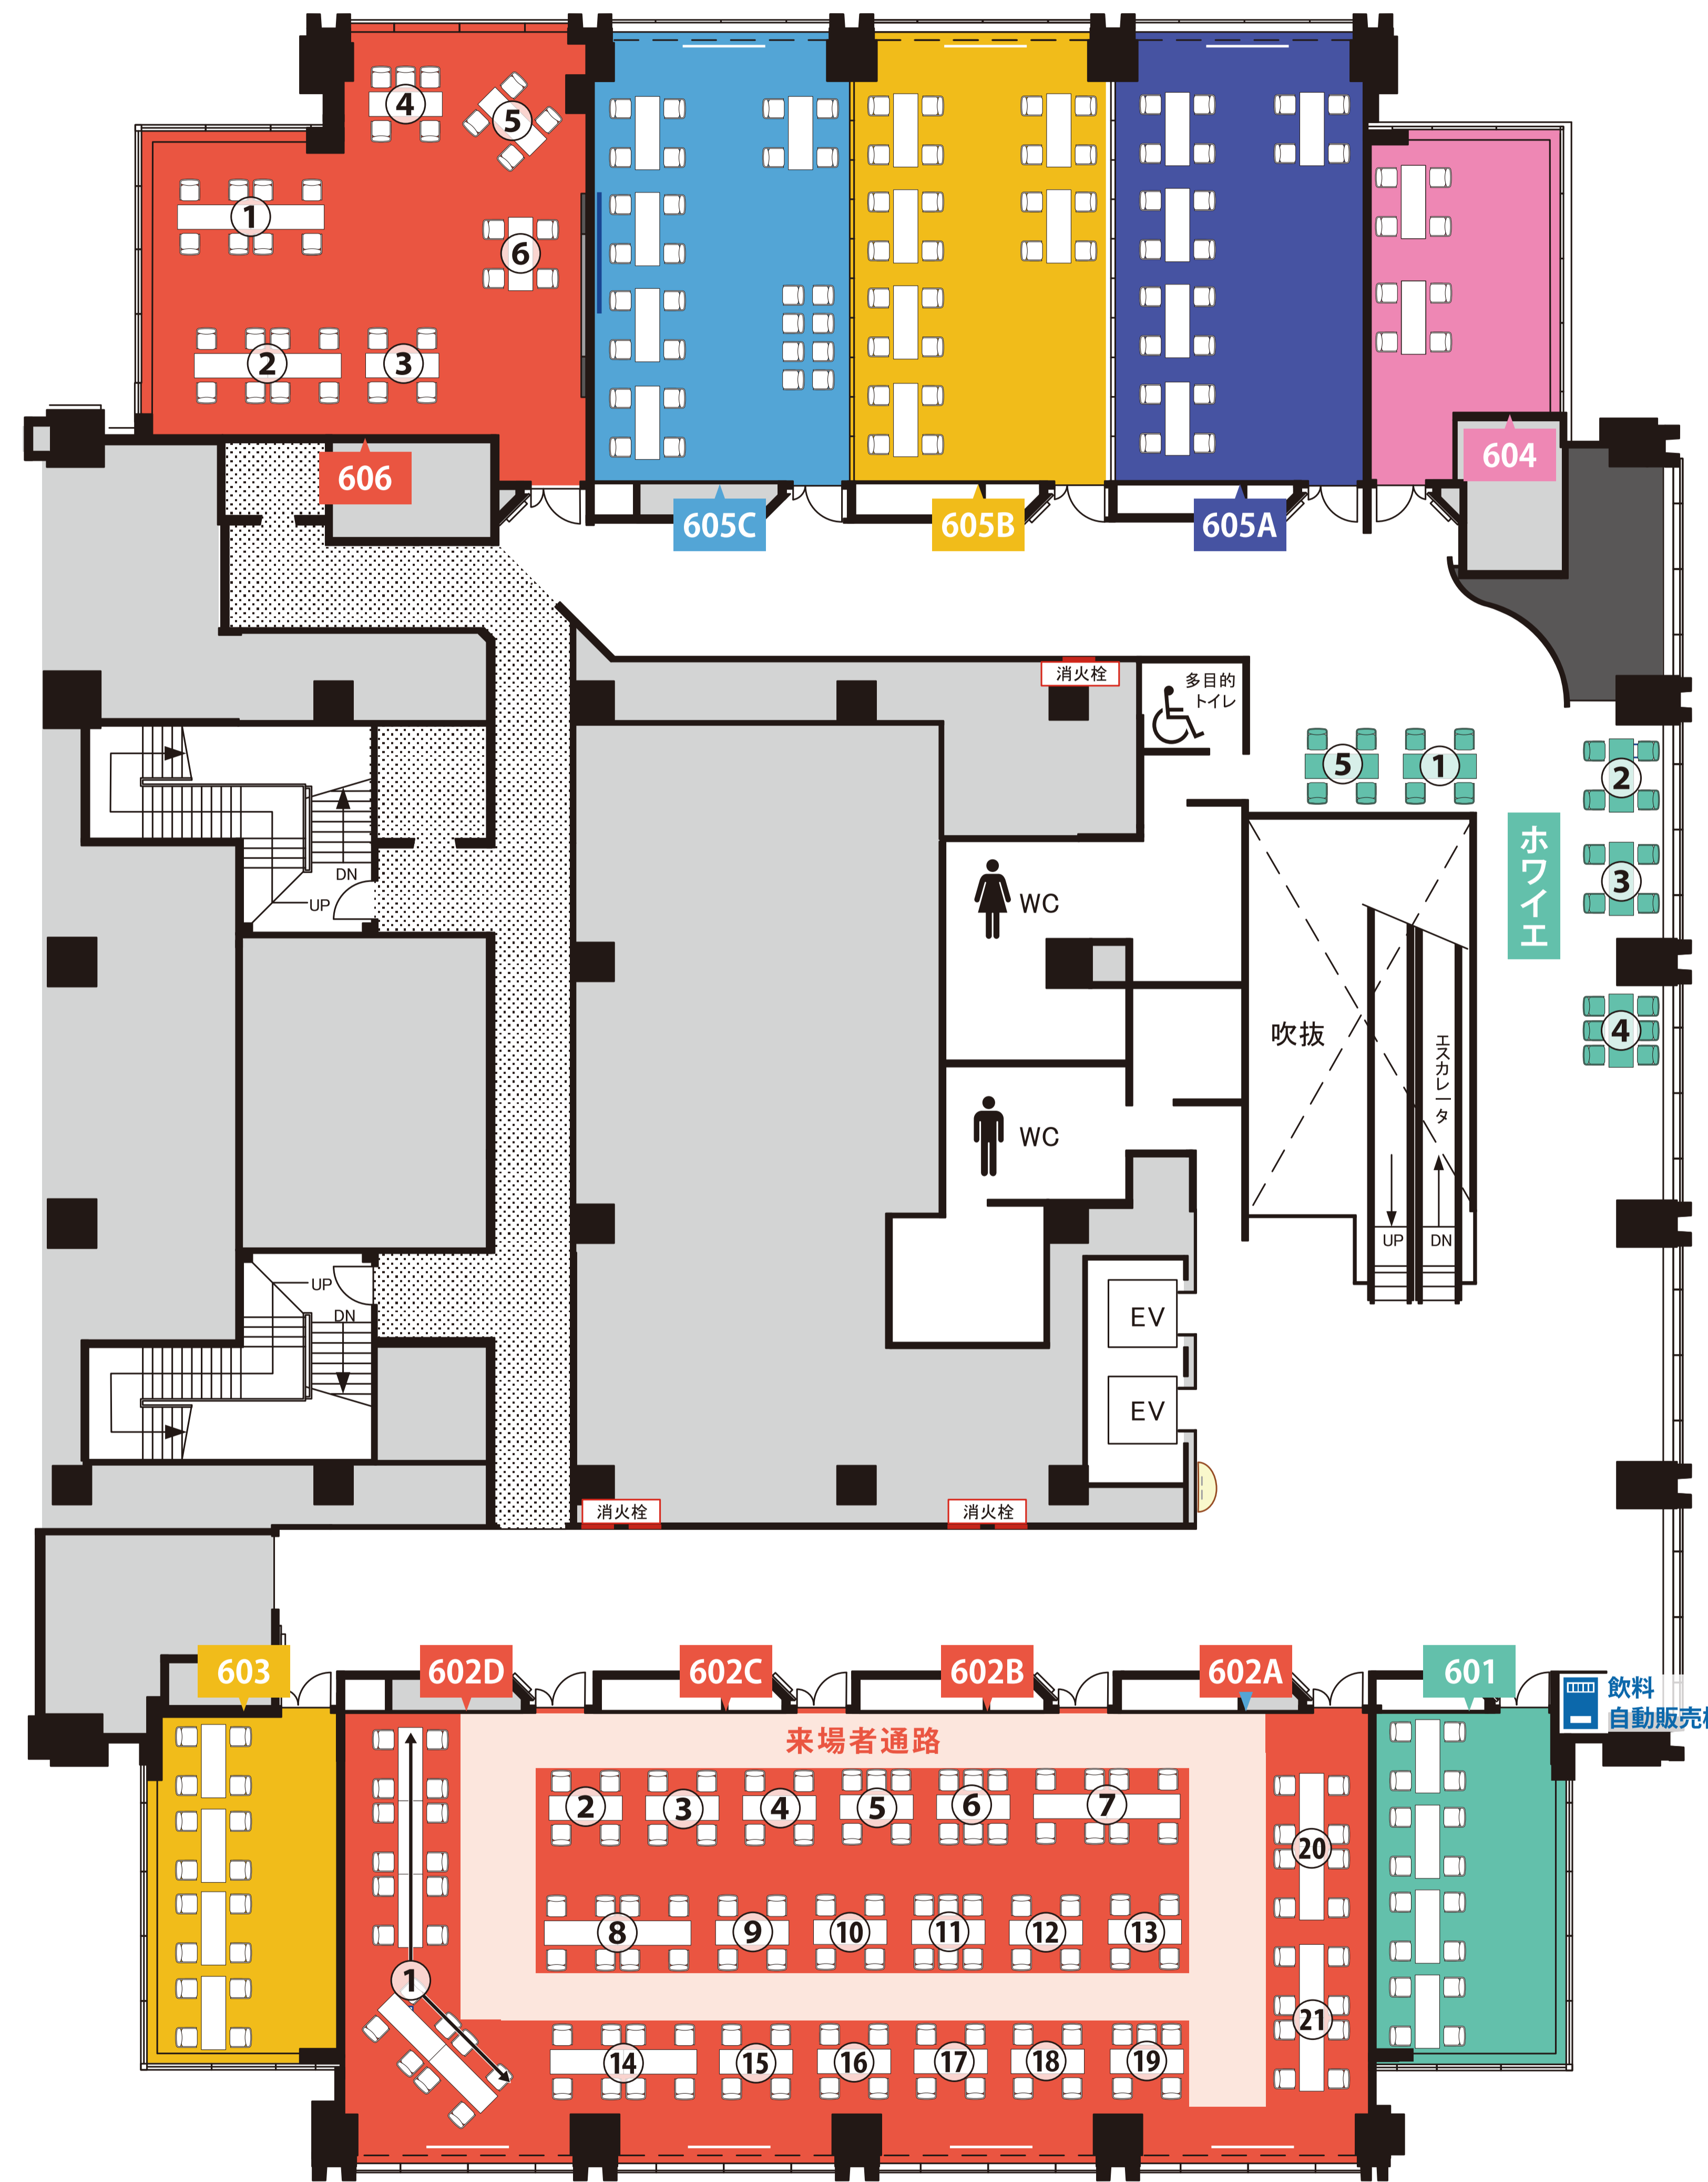 4
5
1
6
2
3
606
605C
605B
605A
604
消火栓
多目的
トイレ
5
1
2
3
4
ホワイエ
DN
UP
WC
吹抜
エスカレータ
WC
UP
DN
UP
DN
EV
EV
消火栓
消火栓
603
602D
602C
602B
602A
601
飲料
自動販売機
来場者通路
2
3
4
5
6
7
20
8
9
10
11
12
13
1
21
14
15
16
17
18
19